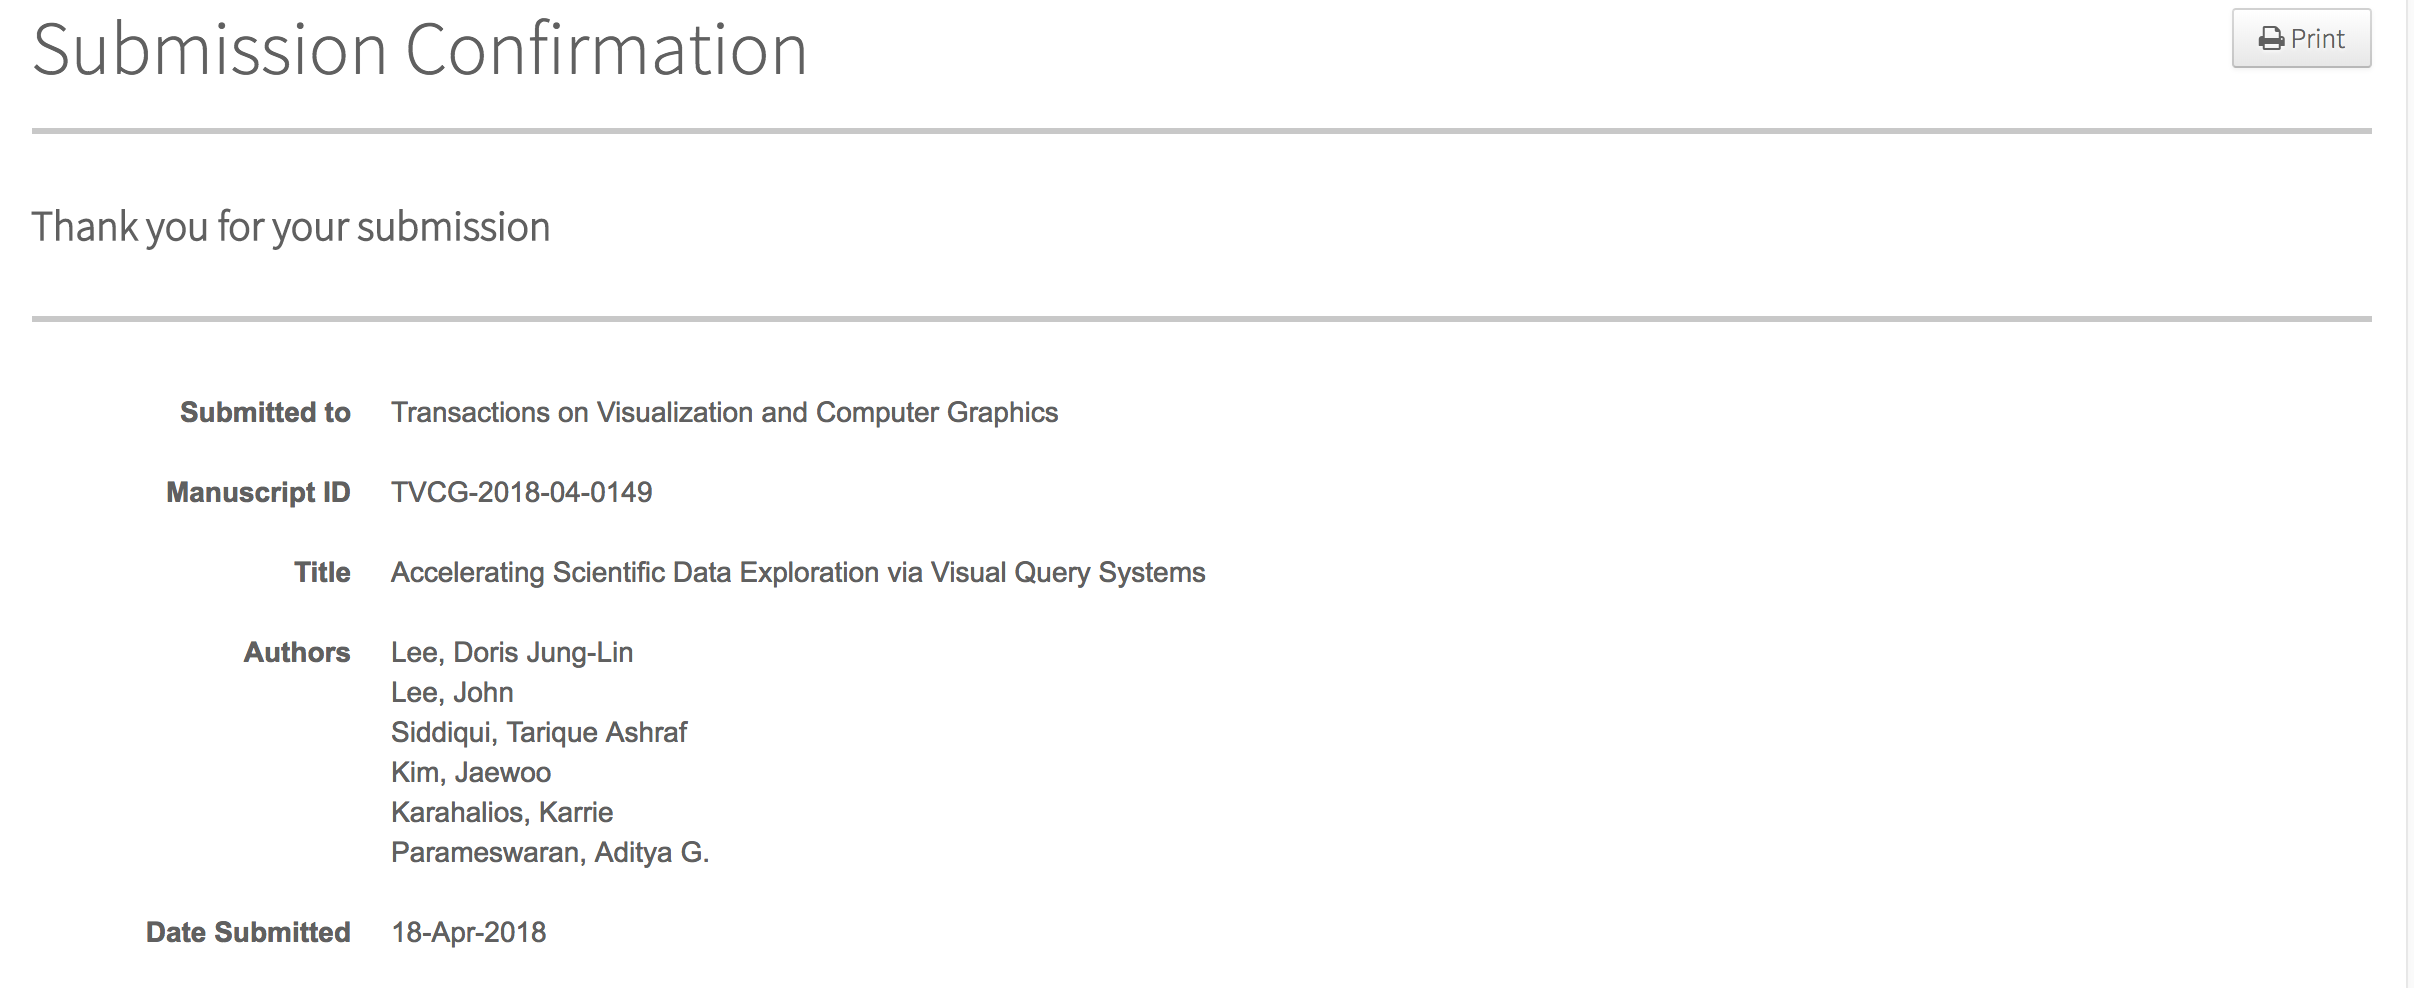 Submission Confirmation
Print
Thank you for your submission
Submitted to Transactions on Visualization and Computer Graphics
Manuscript ID TVCG-2018-04-0149
Title Accelerating Scientific Data Exploration via Visual Query Systems
Authors Lee, Doris Jung-Lin
Lee, John
Siddiqui, Tarique Ashraf
Kim, Jaewoo
Karahalios, Karrie
Parameswaran, Aditya G.
Date Submitted 18-Apr-2018